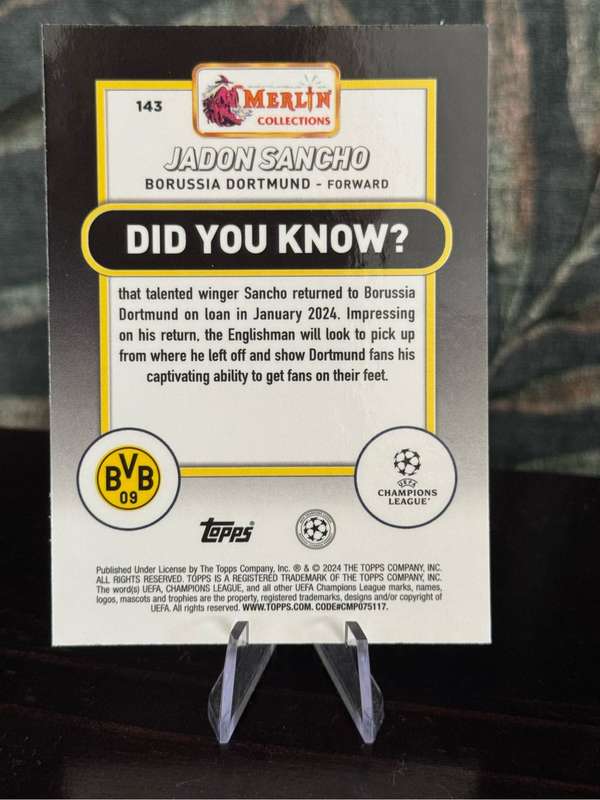 143
MERLIN
COLLECTIONS
JADON SANCHO
BORUSSIA DORTMUND - FORWARD
DID YOU KNOW?
that talented winger Sancho returned to Borussia
Dortmund on loan in January 2024. Impressing
on his return, the Englishman will look to pick up
from where he left off and show Dortmund fans his
captivating ability to get fans on their feet.
BVB
09
UEFA
CHAMPIONS
LEAGUE®
topps
Published Under License by The Topps Company, Inc. ® & © 2024 THE TOPPS COMPANY, INC.
ALL RIGHTS RESERVED. TOPPS IS A REGISTERED TRADEMARK OF THE TOPPS COMPANY, INC.
The word(s) UEFA, CHAMPIONS LEAGUE, and all other UEFA Champions League marks, names,
logos, mascots and trophies are the property, registered trademarks, designs and/or copyright of
UEFA. All rights reserved. WWW.TOPPS.COM. CODE#CMP075117.